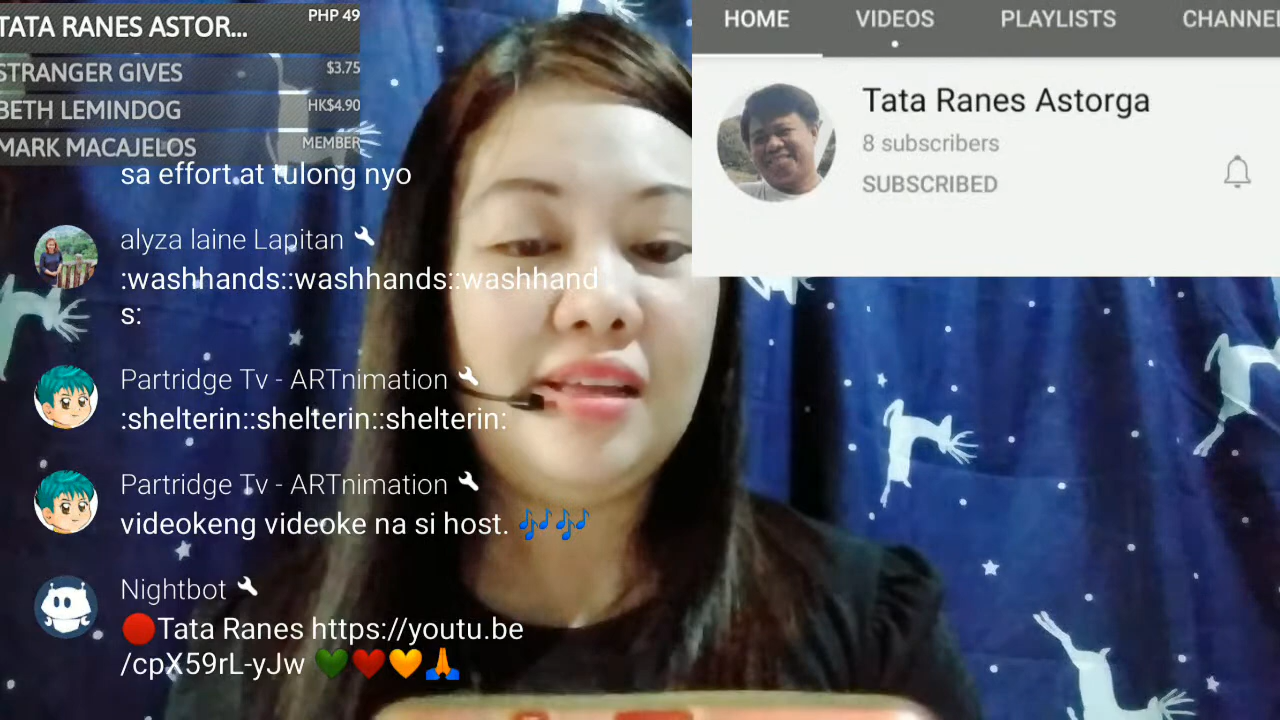 TATA RANES ASTOR... PHP 49
STRANGER GIVES $3.75
BETH LEMINDOG HK$4.90
MARK MACAJELOS MEMBER
sa effort.at tulong nyo
alyza laine Lapitan
:washhands::washhands::washhand
s:
Partridge Tv - ARTnimation
:shelterin::shelterin::shelterin:
Partridge Tv - ARTnimation
videokeng videoke na si host. 🎶🎶
Nightbot
🔴Tata Ranes https://youtu.be
/cpX59rL-yJw 💚❤️🧡🙏
HOME VIDEOS PLAYLISTS CHANNE
Tata Ranes Astorga
8 subscribers
SUBSCRIBED